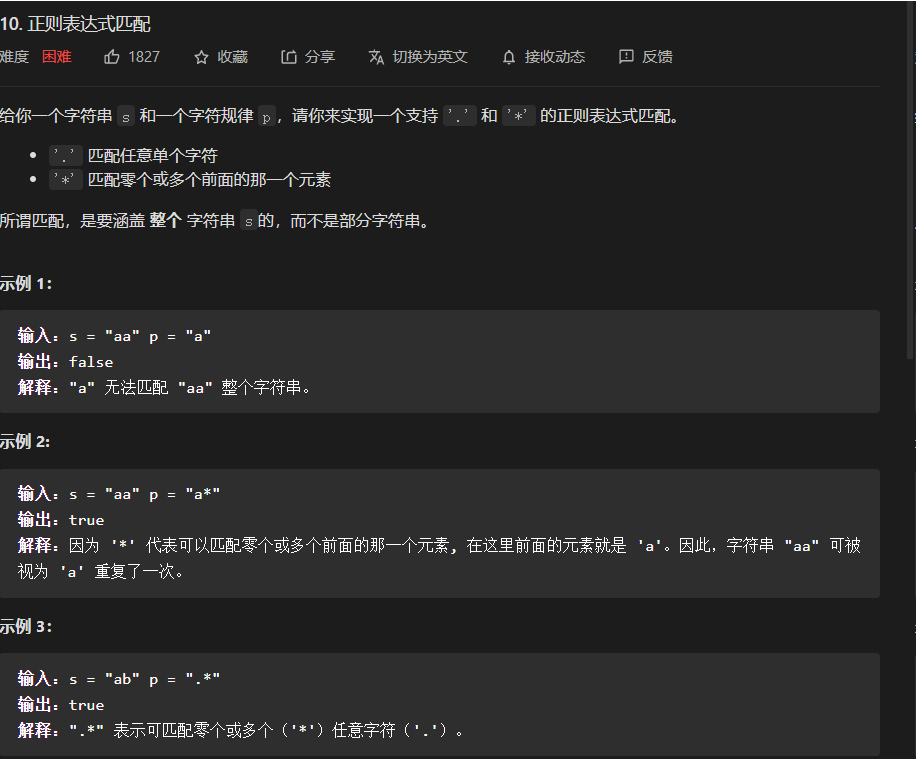 10. 正则表达式匹配
难度 困难 1827 收藏 分享 切换为英文 接收动态 反馈
给你一个字符串 s 和一个字符规律 p，请你来实现一个支持 '.' 和 '*' 的正则表达式匹配。
'.' 匹配任意单个字符
'*' 匹配零个或多个前面的那一个元素
所谓匹配，是要涵盖 整个 字符串 s的，而不是部分字符串。
示例 1:
输入：s = "aa" p = "a"
输出：false
解释："a" 无法匹配 "aa" 整个字符串。
示例 2:
输入：s = "aa" p = "a*"
输出：true
解释：因为 '*' 代表可以匹配零个或多个前面的那一个元素, 在这里前面的元素就是 'a'。因此，字符串 "aa" 可被
视为 'a' 重复了一次。
示例 3:
输入：s = "ab" p = ".*"
输出：true
解释：".*" 表示可匹配零个或多个（'*'）任意字符（'.'）。